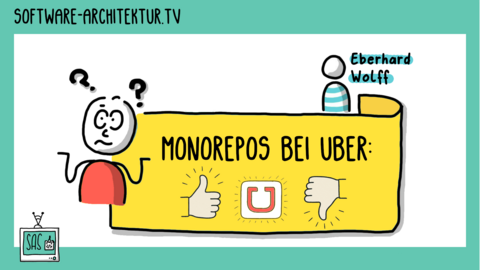 SOFTWARE-ARCHITEKTUR.TV
Eberhard
Wolff
? ?
MONOREPOS BEI UBER:
U
SAS